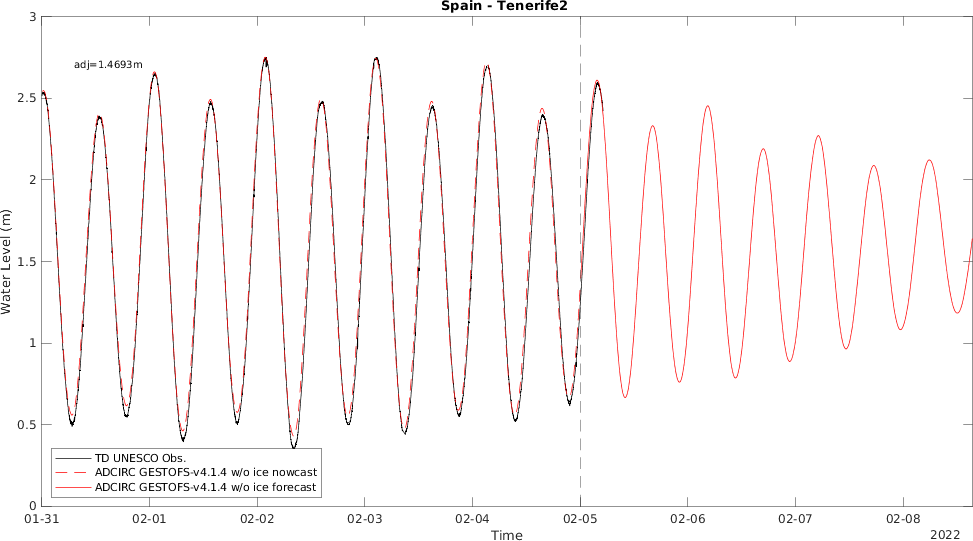 Spain - Tenerife2
adj=1.4693m
3
2.5
2
1.5
1
0.5
0
Water Level (m)
TD UNESCO Obs.
ADCIRC GESTOFS-v4.1.4 w/o ice nowcast
ADCIRC GESTOFS-v4.1.4 w/o ice forecast
01-31 02-01 02-02 02-03 02-04 02-05 02-06 02-07 02-08
Time
2022